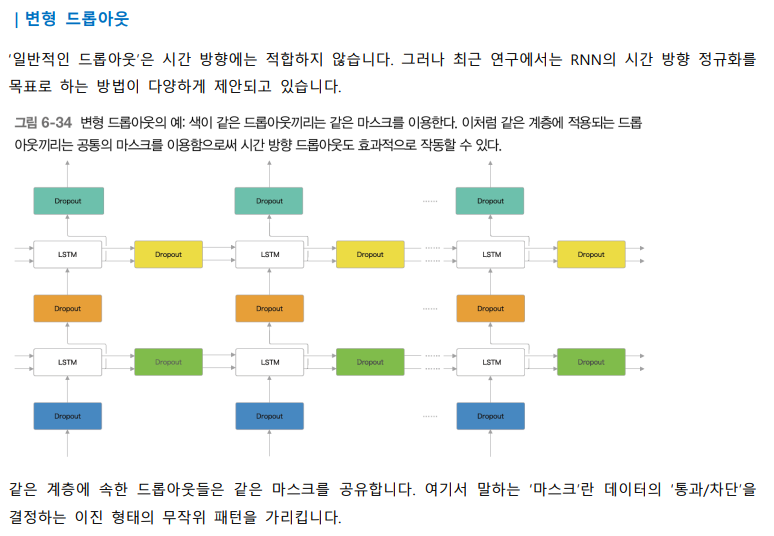 | 변형 드롭아웃
'일반적인 드롭아웃'은 시간 방향에는 적합하지 않습니다. 그러나 최근 연구에서는 RNN의 시간 방향 정규화를
목표로 하는 방법이 다양하게 제안되고 있습니다.
그림 6-34 변형 드롭아웃의 예: 색이 같은 드롭아웃끼리는 같은 마스크를 이용한다. 이처럼 같은 계층에 적용되는 드롭
아웃끼리는 공통의 마스크를 이용함으로써 시간 방향 드롭아웃도 효과적으로 작동할 수 있다.
Dropout Dropout ...... Dropout
LSTM Dropout LSTM Dropout ...... LSTM Dropout
Dropout Dropout ...... Dropout
LSTM Dropout LSTM Dropout ...... LSTM Dropout
Dropout Dropout ...... Dropout
같은 계층에 속한 드롭아웃들은 같은 마스크를 공유합니다. 여기서 말하는 '마스크'란 데이터의 '통과/차단'을
결정하는 이진 형태의 무작위 패턴을 가리킵니다.